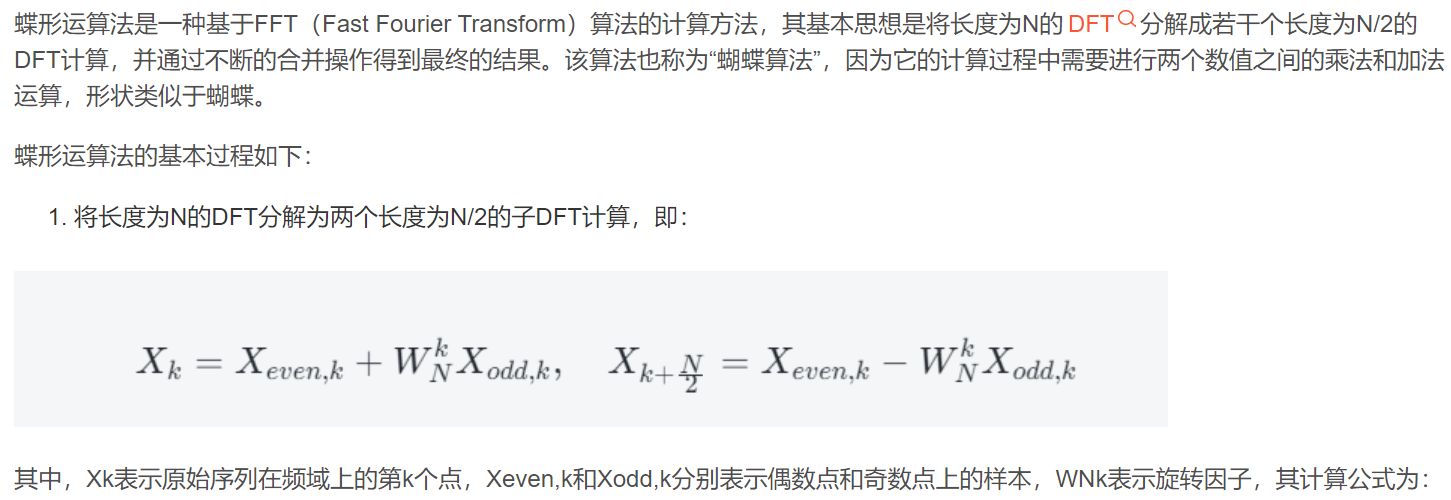 蝶形运算法是一种基于FFT（Fast Fourier Transform）算法的计算方法，其基本思想是将长度为N的 DFT 分解成若干个长度为N/2的
DFT计算，并通过不断的合并操作得到最终的结果。该算法也称为“蝴蝶算法”，因为它的计算过程中需要进行两个数值之间的乘法和加法
运算，形状类似于蝴蝶。
蝶形运算法的基本过程如下：
1. 将长度为N的DFT分解为两个长度为N/2的子DFT计算，即：
$X_k = X_{even,k} + W_N^k X_{odd,k}, \quad X_{k+\frac{N}{2}} = X_{even,k} - W_N^k X_{odd,k}$
其中，Xk表示原始序列在频域上的第k个点，Xeven,k和Xodd,k分别表示偶数点和奇数点上的样本，WNk表示旋转因子，其计算公式为：